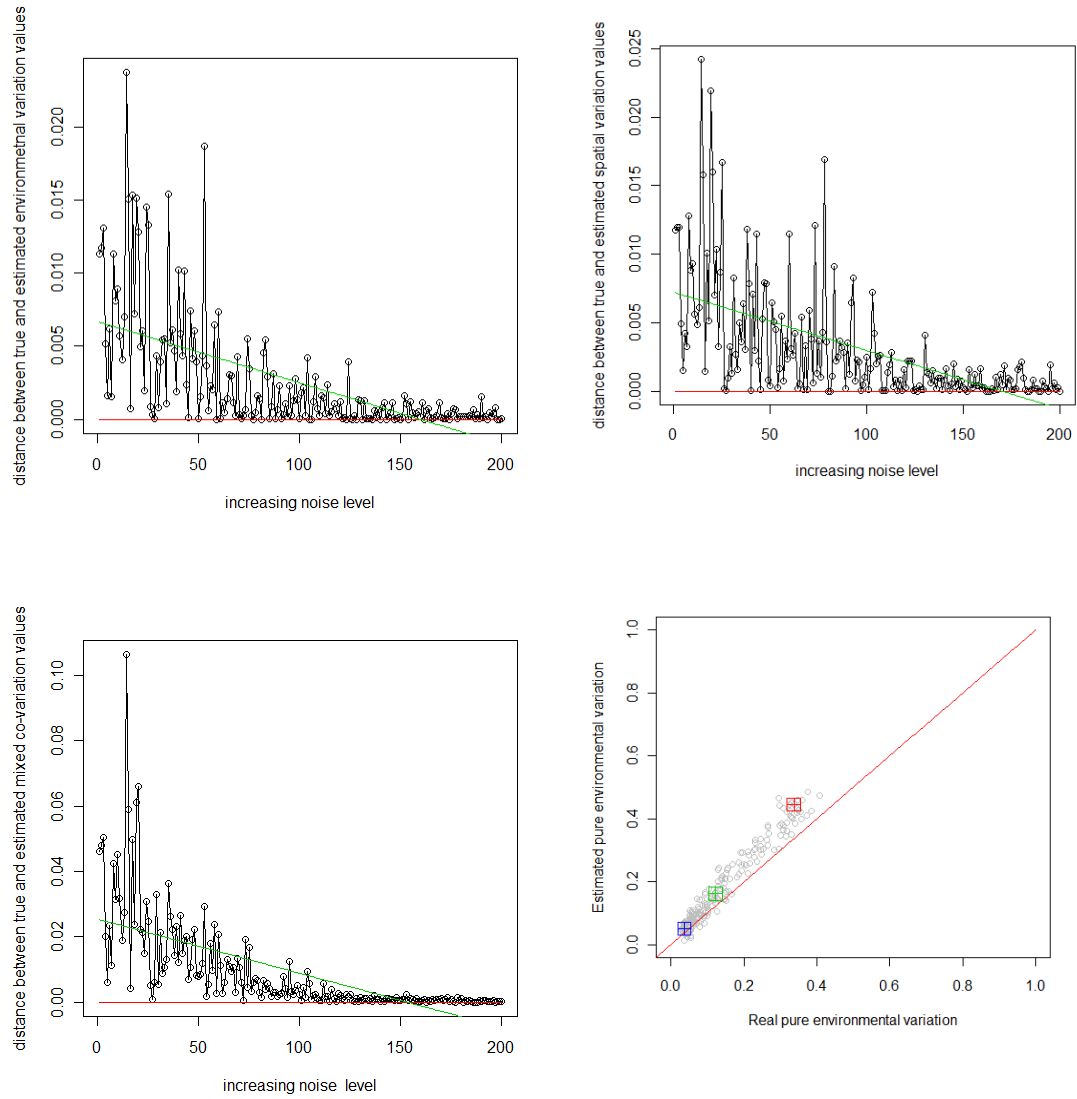 distance between true and estimated environmetnal variation values
0.000 0.005 0.010 0.015 0.020
0 50 100 150 200
increasing noise level
distance between true and estimated spatial variation values
0.000 0.005 0.010 0.015 0.020 0.025
0 50 100 150 200
increasing noise level
distance between true and estimated mixed co-variation values
0.00 0.02 0.04 0.06 0.08 0.10
0 50 100 150 200
increasing noise level
Estimated pure environmental variation
0.0 0.2 0.4 0.6 0.8 1.0
0.0 0.2 0.4 0.6 0.8 1.0
Real pure environmental variation